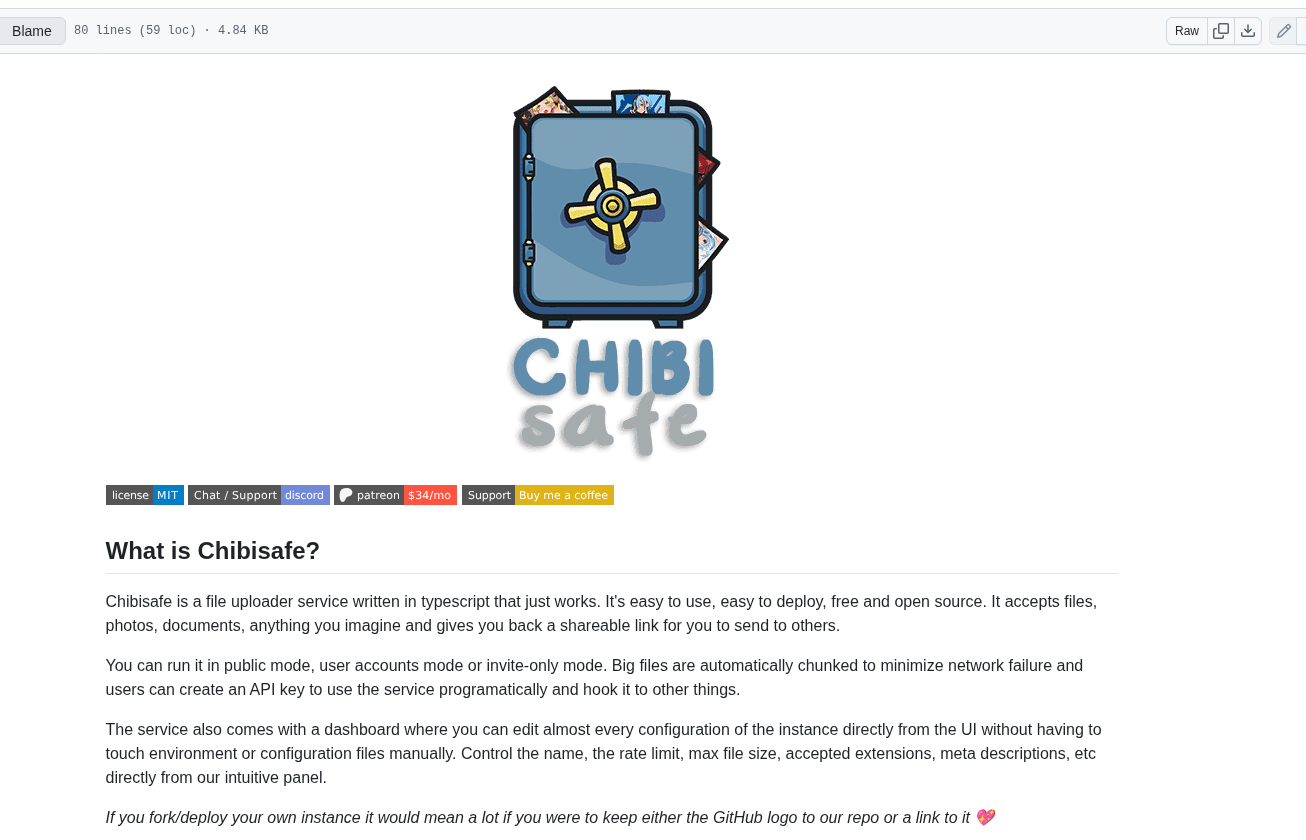 Blame 80 lines (59 loc) · 4.84 KB Raw
CHIBI
safe
license MIT Chat / Support discord patreon $34/mo Support Buy me a coffee
What is Chibisafe?
Chibisafe is a file uploader service written in typescript that just works. It's easy to use, easy to deploy, free and open source. It accepts files,
photos, documents, anything you imagine and gives you back a shareable link for you to send to others.
You can run it in public mode, user accounts mode or invite-only mode. Big files are automatically chunked to minimize network failure and
users can create an API key to use the service programatically and hook it to other things.
The service also comes with a dashboard where you can edit almost every configuration of the instance directly from the UI without having to
touch environment or configuration files manually. Control the name, the rate limit, max file size, accepted extensions, meta descriptions, etc
directly from our intuitive panel.
If you fork/deploy your own instance it would mean a lot if you were to keep either the GitHub logo to our repo or a link to it 💖